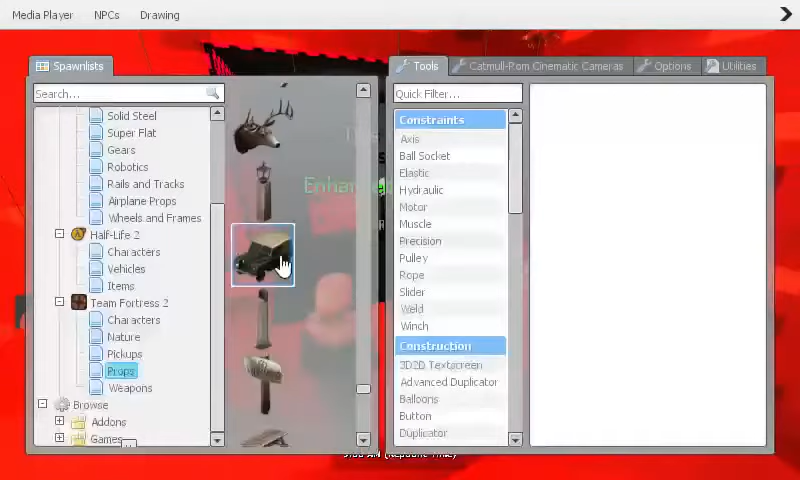 Media Player NPCs Drawing
Spawnlists
Search...
Solid Steel
Super Flat
Gears
Robotics
Rails and Tracks
Airplane Props
Wheels and Frames
Half-Life 2
Characters
Vehicles
Items
Team Fortress 2
Characters
Nature
Pickups
Props
Weapons
Browse
Addons
Games
Tools Catmull-Rom Cinematic Cameras Options Utilities
Quick Filter...
Constraints
Axis
Ball Socket
Elastic
Hydraulic
Motor
Muscle
Precision
Pulley
Rope
Slider
Weld
Winch
Construction
3D2D Textscreen
Advanced Duplicator
Balloons
Button
Duplicator